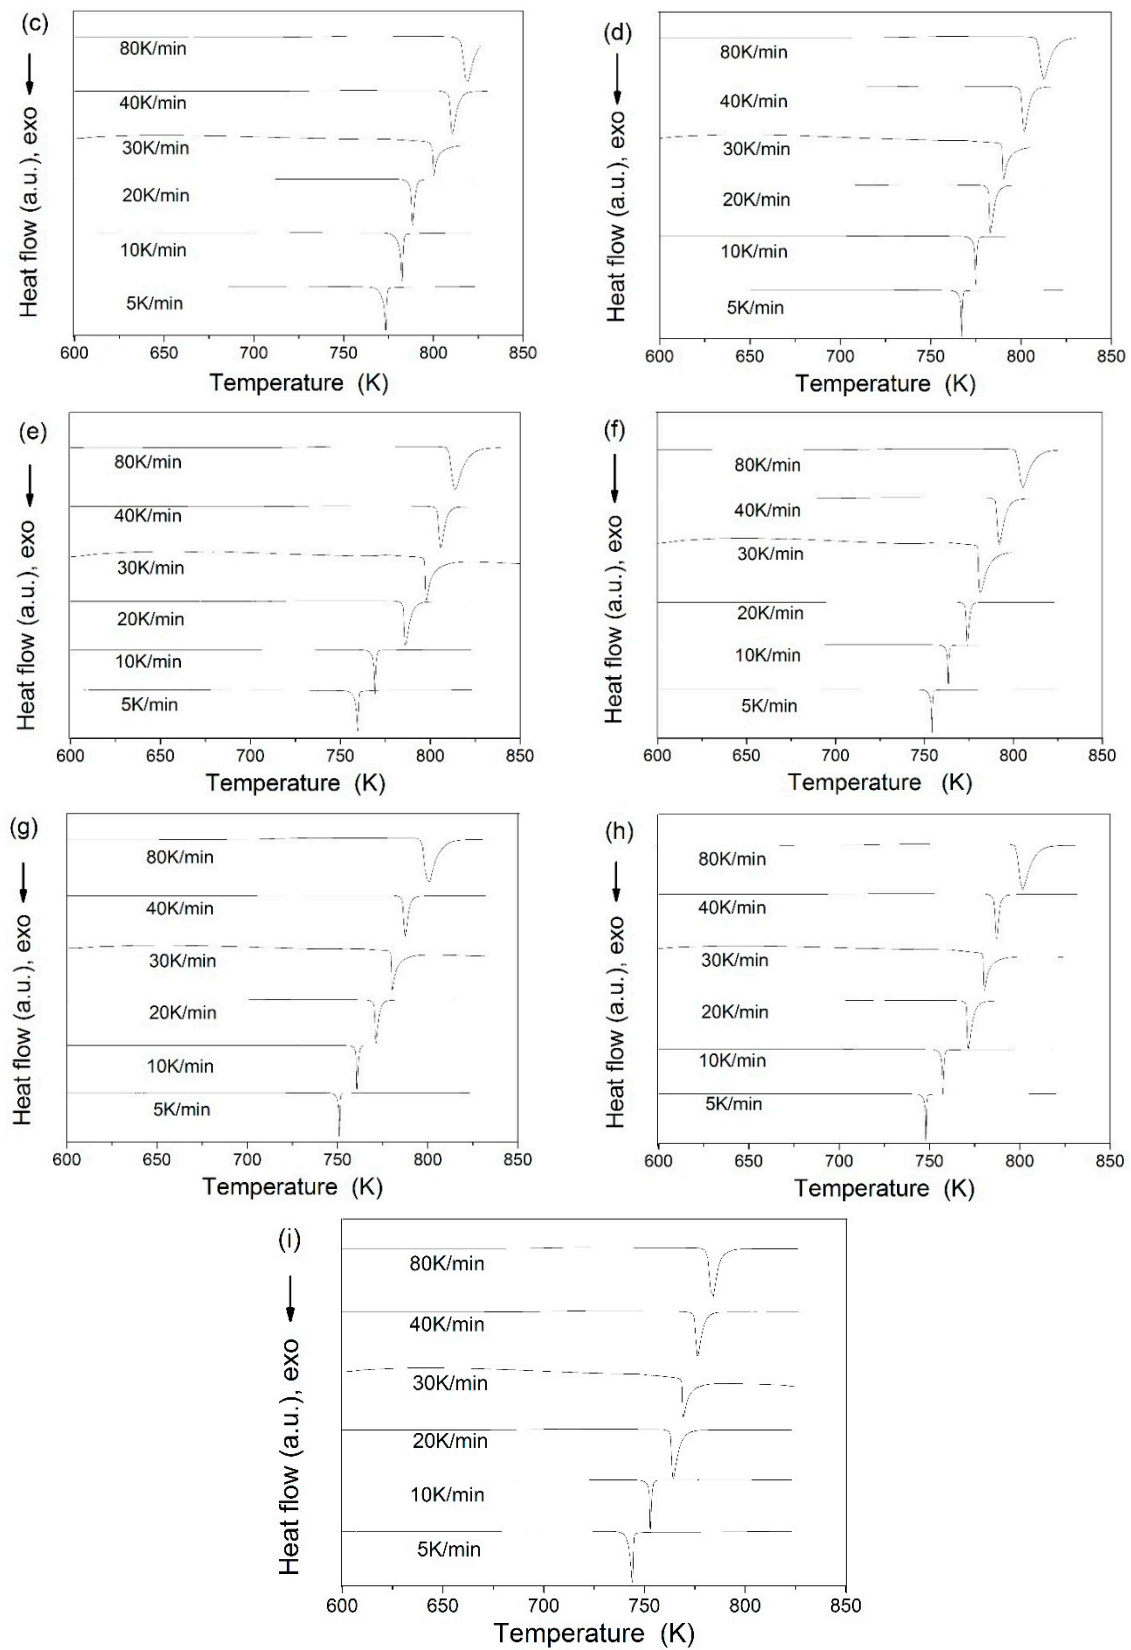 (c)
Heat flow (a.u.), exo
80K/min
40K/min
30K/min
20K/min
10K/min
5K/min
600 650 700 750 800 850
Temperature (K)
(d)
Heat flow (a.u.), exo
80K/min
40K/min
30K/min
20K/min
10K/min
5K/min
600 650 700 750 800 850
Temperature (K)
(e)
Heat flow (a.u.), exo
80K/min
40K/min
30K/min
20K/min
10K/min
5K/min
600 650 700 750 800 850
Temperature (K)
(f)
Heat flow (a.u.), exo
80K/min
40K/min
30K/min
20K/min
10K/min
5K/min
600 650 700 750 800 850
Temperature (K)
(g)
Heat flow (a.u.), exo
80K/min
40K/min
30K/min
20K/min
10K/min
5K/min
600 650 700 750 800 850
Temperature (K)
(h)
Heat flow (a.u.), exo
80K/min
40K/min
30K/min
20K/min
10K/min
5K/min
600 650 700 750 800 850
Temperature (K)
(i)
Heat flow (a.u.), exo
80K/min
40K/min
30K/min
20K/min
10K/min
5K/min
600 650 700 750 800 850
Temperature (K)